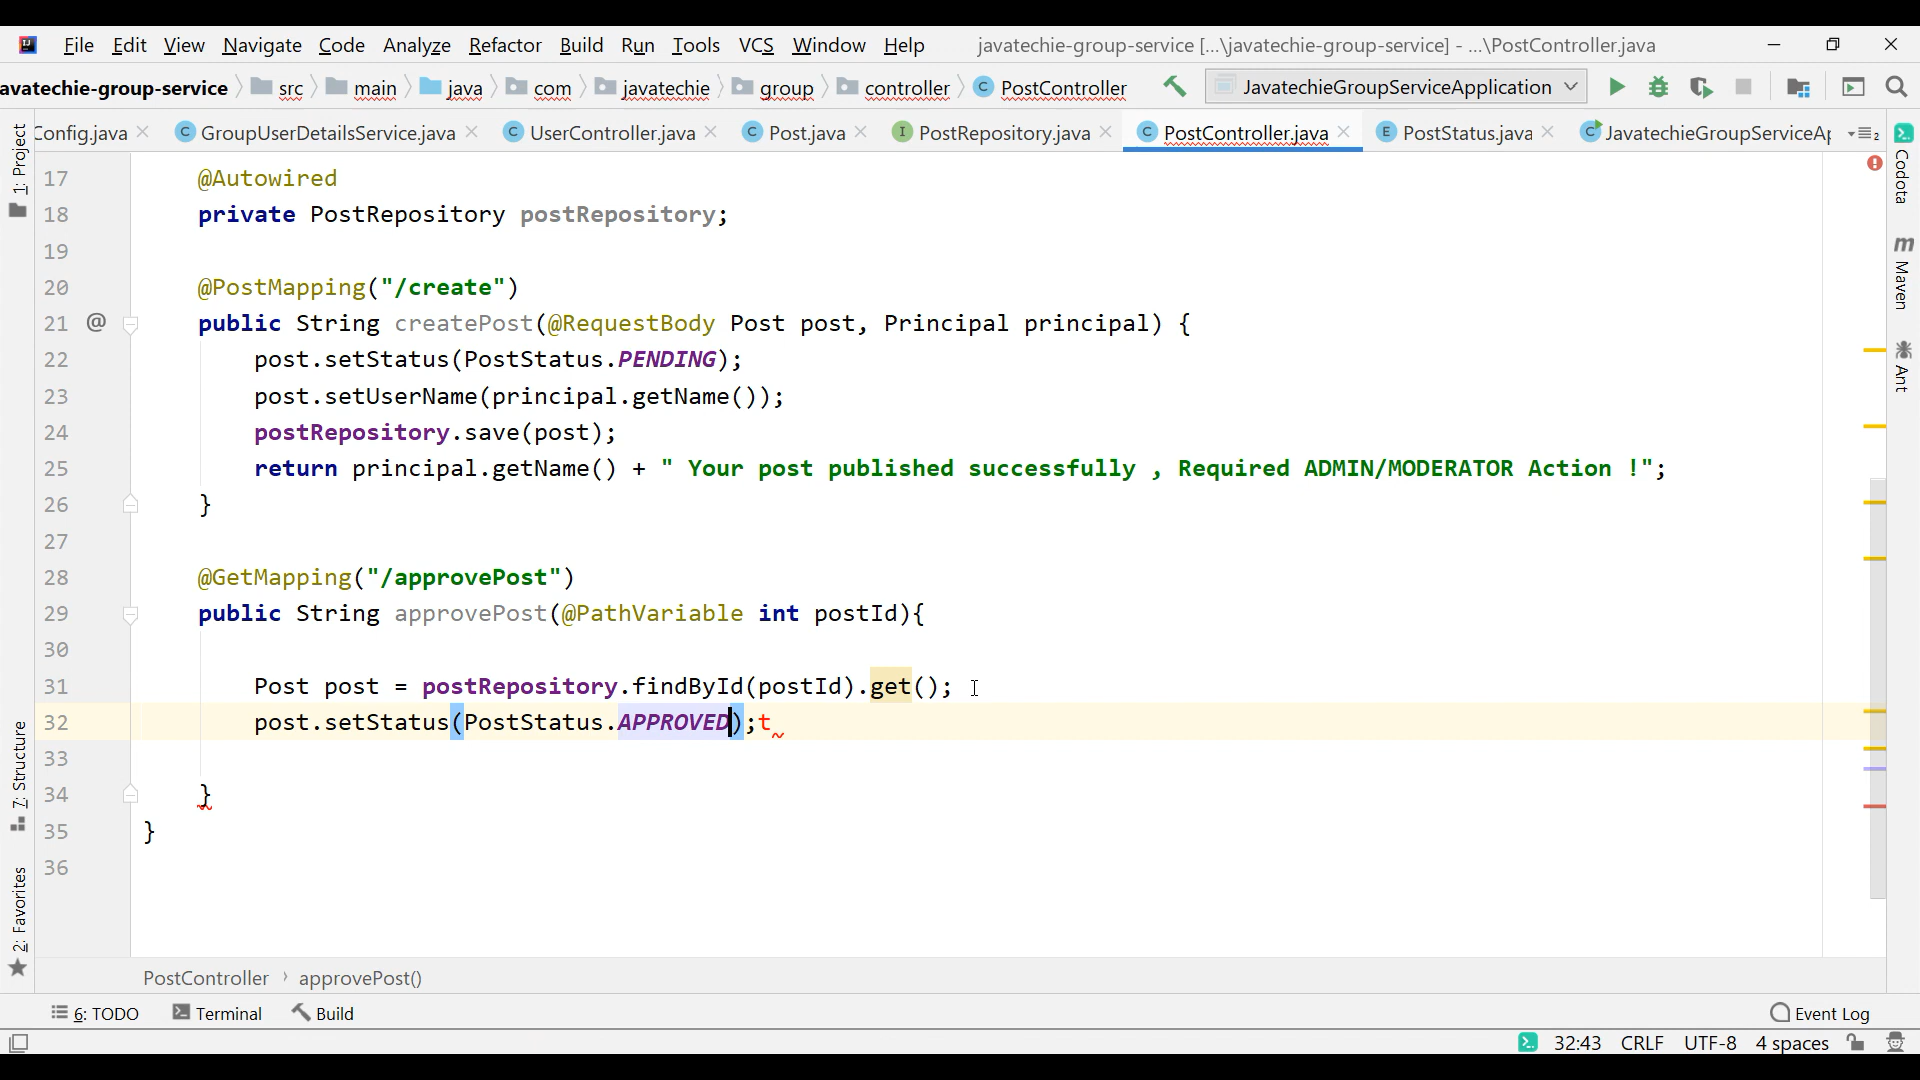 File Edit View Navigate Code Analyze Refactor Build Run Tools VCS Window Help javatechie-group-service [...\javatechie-group-service] - ...\PostController.java
avatechie-group-service src main java com javatechie group controller PostController JavatechieGroupServiceApplication
Config.java GroupUserDetailsService.java UserController.java Post.java PostRepository.java PostController.java PostStatus.java JavatechieGroupServiceAp 2
1: Project
7: Structure
2: Favorites
17 @Autowired
18 private PostRepository postRepository;
19
20 @PostMapping("/create")
21 @ public String createPost(@RequestBody Post post, Principal principal) {
22 post.setStatus(PostStatus.PENDING);
23 post.setUserName(principal.getName());
24 postRepository.save(post);
25 return principal.getName() + " Your post published successfully , Required ADMIN/MODERATOR Action !";
26 }
27
28 @GetMapping("/approvePost")
29 public String approvePost(@PathVariable int postId){
30
31 Post post = postRepository.findById(postId).get();
32 post.setStatus(PostStatus.APPROVED);t
33
34 }
35 }
36
Codota
m Maven
Ant
PostController approvePost()
6: TODO Terminal Build Event Log
32:43 CRLF UTF-8 4 spaces